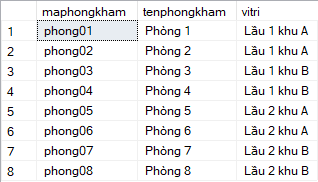 maphongkham tenphongkham vitri
1 phong01 Phòng 1 Lầu 1 khu A
2 phong02 Phòng 2 Lầu 1 khu A
3 phong03 Phòng 3 Lầu 1 khu B
4 phong04 Phòng 4 Lầu 1 khu B
5 phong05 Phòng 5 Lầu 2 khu A
6 phong06 Phòng 6 Lầu 2 khu A
7 phong07 Phòng 7 Lầu 2 khu B
8 phong08 Phòng 8 Lầu 2 khu B